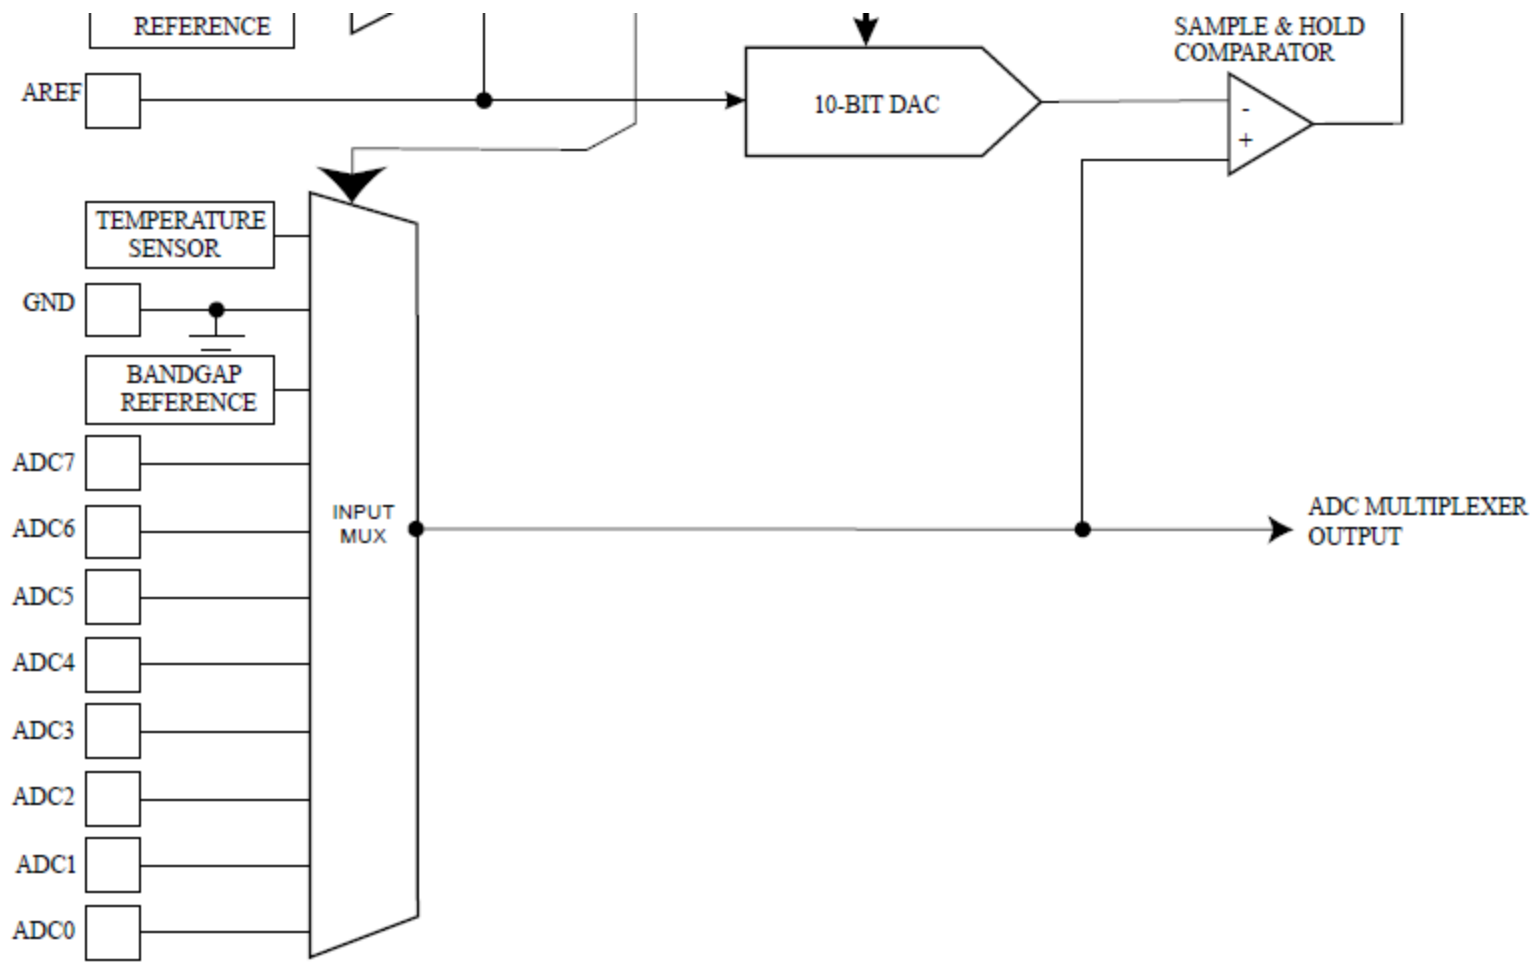 REFERENCE
SAMPLE & HOLD
COMPARATOR
AREF
10-BIT DAC
-
+
TEMPERATURE
SENSOR
GND
BANDGAP
REFERENCE
ADC7
INPUT
MUX
ADC MULTIPLEXER
OUTPUT
ADC6
ADC5
ADC4
ADC3
ADC2
ADC1
ADC0